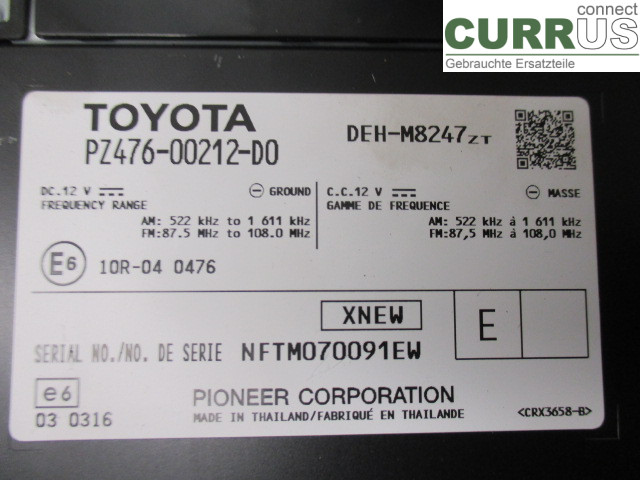 connect
CURRUS
Gebrauchte Ersatzteile
TOYOTA
PZ476-00212-D0
DEH-M8247ZT
DC.12 V
GROUND
FREQUENCY RANGE
AM: 522 kHz to 1 611 kHz
FM:87.5 MHz to 108.0 MHz
C.C.12 V
MASSE
GAMME DE FREQUENCE
AM: 522 kHz à 1 611 kHz
FM:87,5 MHz à 108,0 MHz
E6 10R-04 0476
XNEW
E
SERIAL NO./NO. DE SERIE NFTM070091EW
e6
03 0316
PIONEER CORPORATION
MADE IN THAILAND/FABRIQUÉ EN THAILANDE
<CRX3658-B>